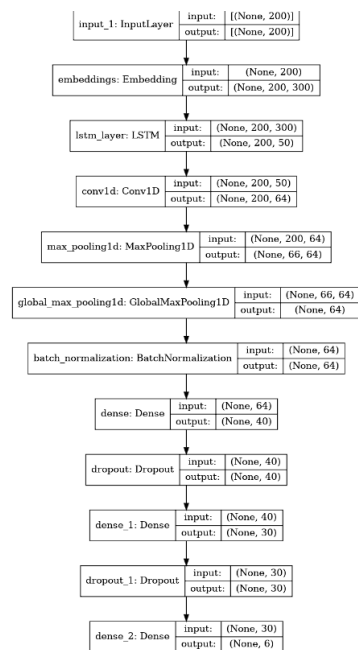 input_1: InputLayer input: [(None, 200)]
output: [(None, 200)]
embeddings: Embedding input: (None, 200)
output: (None, 200, 300)
lstm_layer: LSTM input: (None, 200, 300)
output: (None, 200, 50)
conv1d: Conv1D input: (None, 200, 50)
output: (None, 200, 64)
max_pooling1d: MaxPooling1D input: (None, 200, 64)
output: (None, 66, 64)
global_max_pooling1d: GlobalMaxPooling1D input: (None, 66, 64)
output: (None, 64)
batch_normalization: BatchNormalization input: (None, 64)
output: (None, 64)
dense: Dense input: (None, 64)
output: (None, 40)
dropout: Dropout input: (None, 40)
output: (None, 40)
dense_1: Dense input: (None, 40)
output: (None, 30)
dropout_1: Dropout input: (None, 30)
output: (None, 30)
dense_2: Dense input: (None, 30)
output: (None, 6)